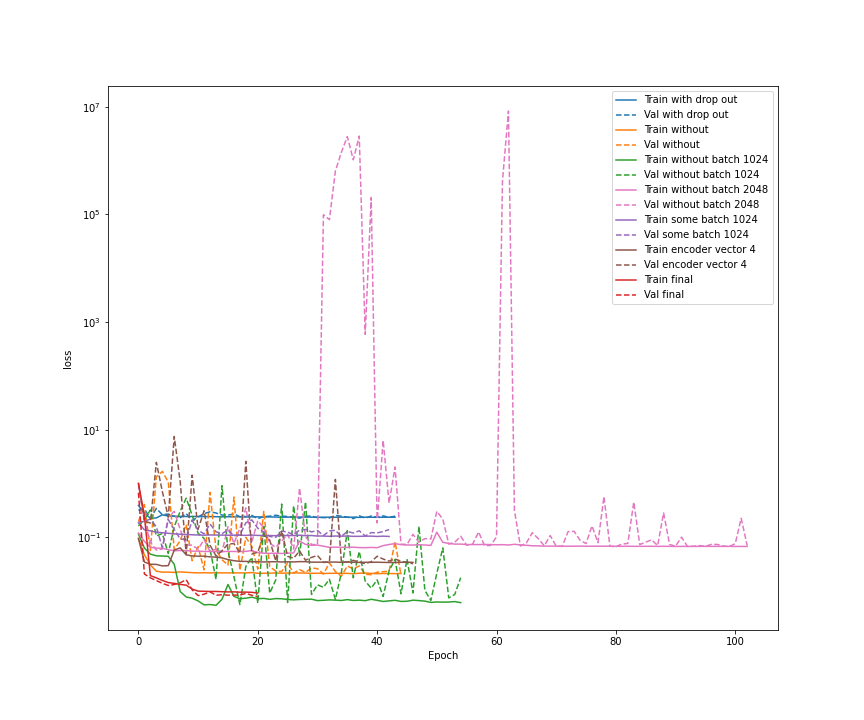 10^7
10^5
10^3
10^1
10^-1
loss
0
20
40
60
80
100
Epoch
Train with drop out
Val with drop out
Train without
Val without
Train without batch 1024
Val without batch 1024
Train without batch 2048
Val without batch 2048
Train some batch 1024
Val some batch 1024
Train encoder vector 4
Val encoder vector 4
Train final
Val final